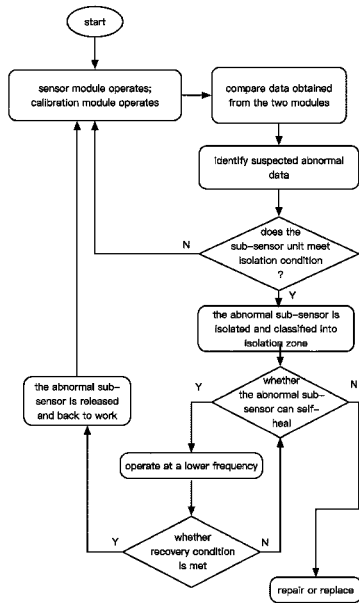 start
sensor module operates;
calibration module operates
compare data obtained
from the two modules
identify suspected abnormal
data
does the
sub-sensor unit meet
isolation condition
?
N
Y
the abnormal sub-sensor is
isolated and classified into
isolation zone
whether
the abnormal sub-
sensor can self-
heal
Y
N
the abnormal sub-
sensor is released
and back to work
operate at a lower frequency
whether
recovery condition
is met
Y
N
repair or replace